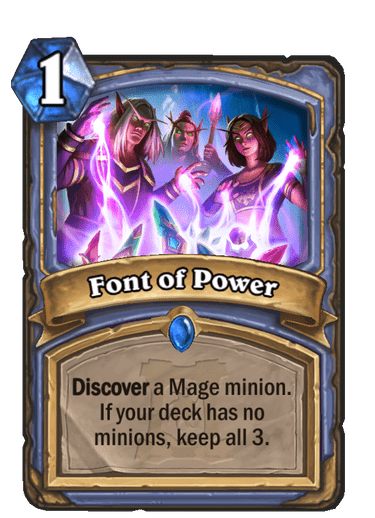 1
Font of Power
Discover a Mage minion.
If your deck has no
minions, keep all 3.